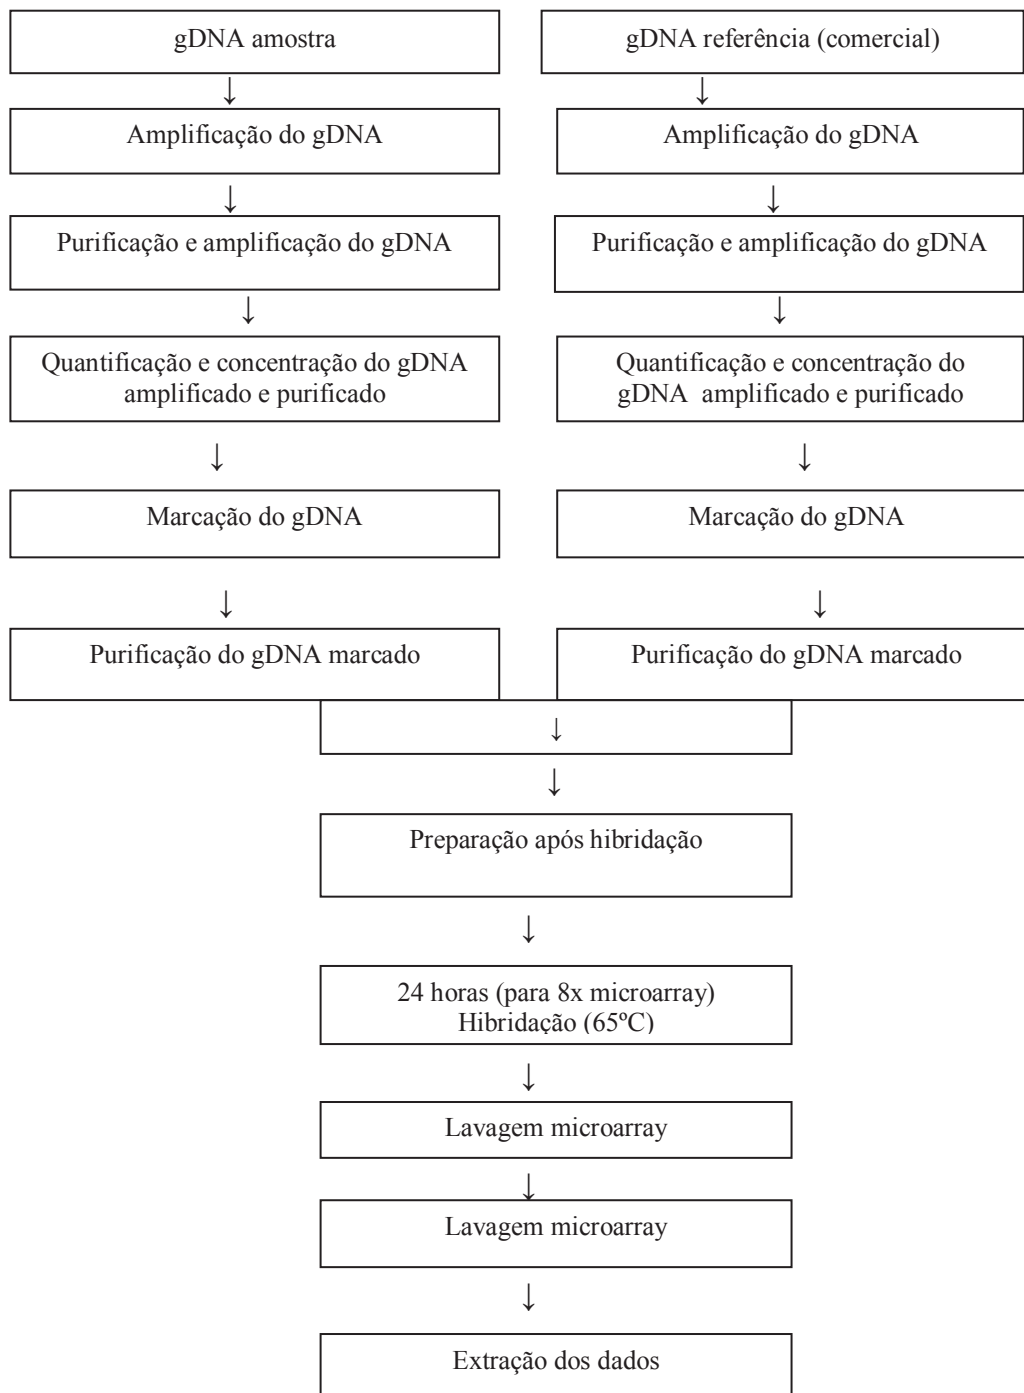 gDNA amostra
gDNA referência (comercial)
↓
↓
Amplificação do gDNA
Amplificação do gDNA
↓
↓
Purificação e amplificação do gDNA
Purificação e amplificação do gDNA
↓
↓
Quantificação e concentração do gDNA
amplificado e purificado
Quantificação e concentração do
gDNA amplificado e purificado
↓
↓
Marcação do gDNA
Marcação do gDNA
↓
↓
Purificação do gDNA marcado
Purificação do gDNA marcado
↓
↓
Preparação após hibridação
↓
24 horas (para 8x microarray)
Hibridação (65ºC)
↓
Lavagem microarray
↓
Lavagem microarray
↓
Extração dos dados